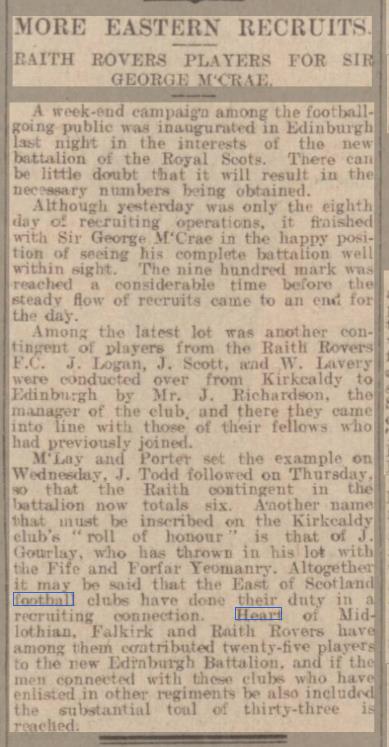 MORE EASTERN RECRUITS.
RAITH ROVERS PLAYERS FOR SIR
GEORGE M'CRAE.
A week-end campaign among the football-
going public was inaugurated in Edinburgh
last night in the interests of the new
battalion of the Royal Scots. There can
be little doubt that it will result in the
necessary numbers being obtained.
Although yesterday was only the eighth
day of recruiting operations, it finished
with Sir George M'Crae in the happy posi-
tion of seeing his complete battalion well
within sight. The nine hundred mark was
reached a considerable time before the
steady flow of recruits came to an end for
the day.
Among the latest lot was another con-
tingent of players from the Raith Rovers
F.C. J. Logan, J. Scott, and W. Lavery
were conducted over from Kirkcaldy to
Edinburgh by Mr. J. Richardson, the
manager of the club, and there they came
into line with those of their fellows who
had previously joined.
M'Lay and Porter set the example on
Wednesday, J. Todd followed on Thursday,
so that the Raith contingent in the
battalion now totals six. Another name
that must be inscribed on the Kirkcaldy
club's "roll of honour" is that of J.
Gourlay, who has thrown in his lot with
the Fife and Forfar Yeomanry. Altogether
it may be said that the East of Scotland
football clubs have done their duty in a
recruiting connection. Heart of Mid-
lothian, Falkirk and Raith Rovers have
among them contributed twenty-five players
to the new Edinburgh Battalion, and if the
men connected with these clubs who have
enlisted in other regiments be also included
the substantial total of thirty-three is
reached.